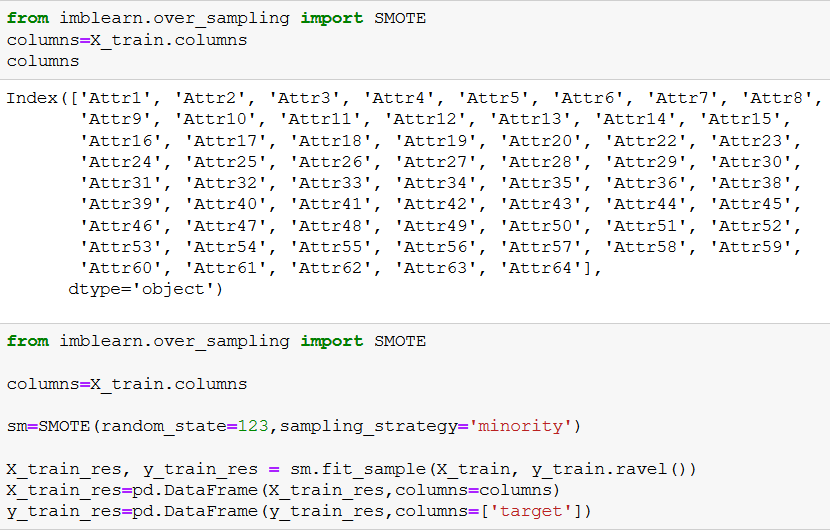 from imblearn.over_sampling import SMOTE
columns=X_train.columns
columns
Index(['Attr1', 'Attr2', 'Attr3', 'Attr4', 'Attr5', 'Attr6', 'Attr7', 'Attr8',
'Attr9', 'Attr10', 'Attr11', 'Attr12', 'Attr13', 'Attr14', 'Attr15',
'Attr16', 'Attr17', 'Attr18', 'Attr19', 'Attr20', 'Attr22', 'Attr23',
'Attr24', 'Attr25', 'Attr26', 'Attr27', 'Attr28', 'Attr29', 'Attr30',
'Attr31', 'Attr32', 'Attr33', 'Attr34', 'Attr35', 'Attr36', 'Attr38',
'Attr39', 'Attr40', 'Attr41', 'Attr42', 'Attr43', 'Attr44', 'Attr45',
'Attr46', 'Attr47', 'Attr48', 'Attr49', 'Attr50', 'Attr51', 'Attr52',
'Attr53', 'Attr54', 'Attr55', 'Attr56', 'Attr57', 'Attr58', 'Attr59',
'Attr60', 'Attr61', 'Attr62', 'Attr63', 'Attr64'],
dtype='object')
from imblearn.over_sampling import SMOTE
columns=X_train.columns
sm=SMOTE(random_state=123,sampling_strategy='minority')
X_train_res, y_train_res = sm.fit_sample(X_train, y_train.ravel())
X_train_res=pd.DataFrame(X_train_res,columns=columns)
y_train_res=pd.DataFrame(y_train_res,columns=['target'])